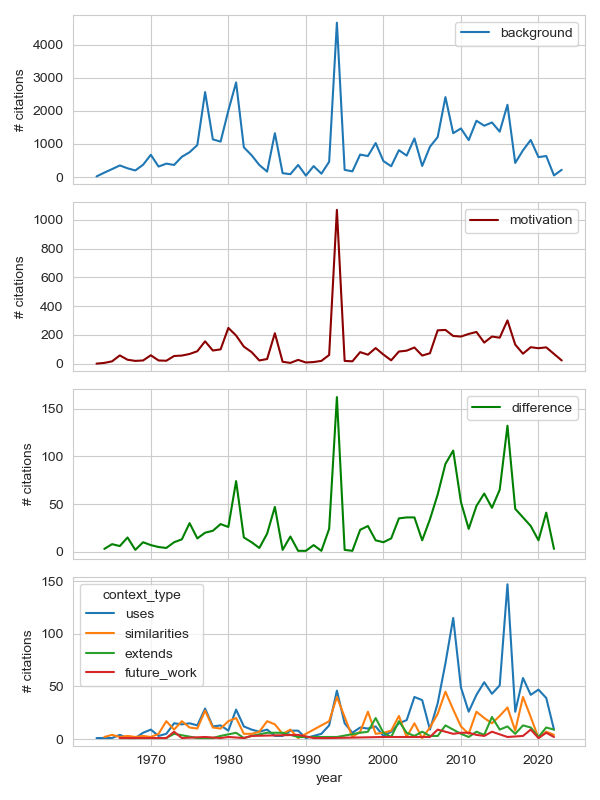 4000
3000
2000
1000
0
# citations
background
1000
800
600
400
200
0
# citations
motivation
150
100
50
0
# citations
difference
150
100
50
0
# citations
context_type
uses
similarities
extends
future_work
1970 1980 1990 2000 2010 2020
year